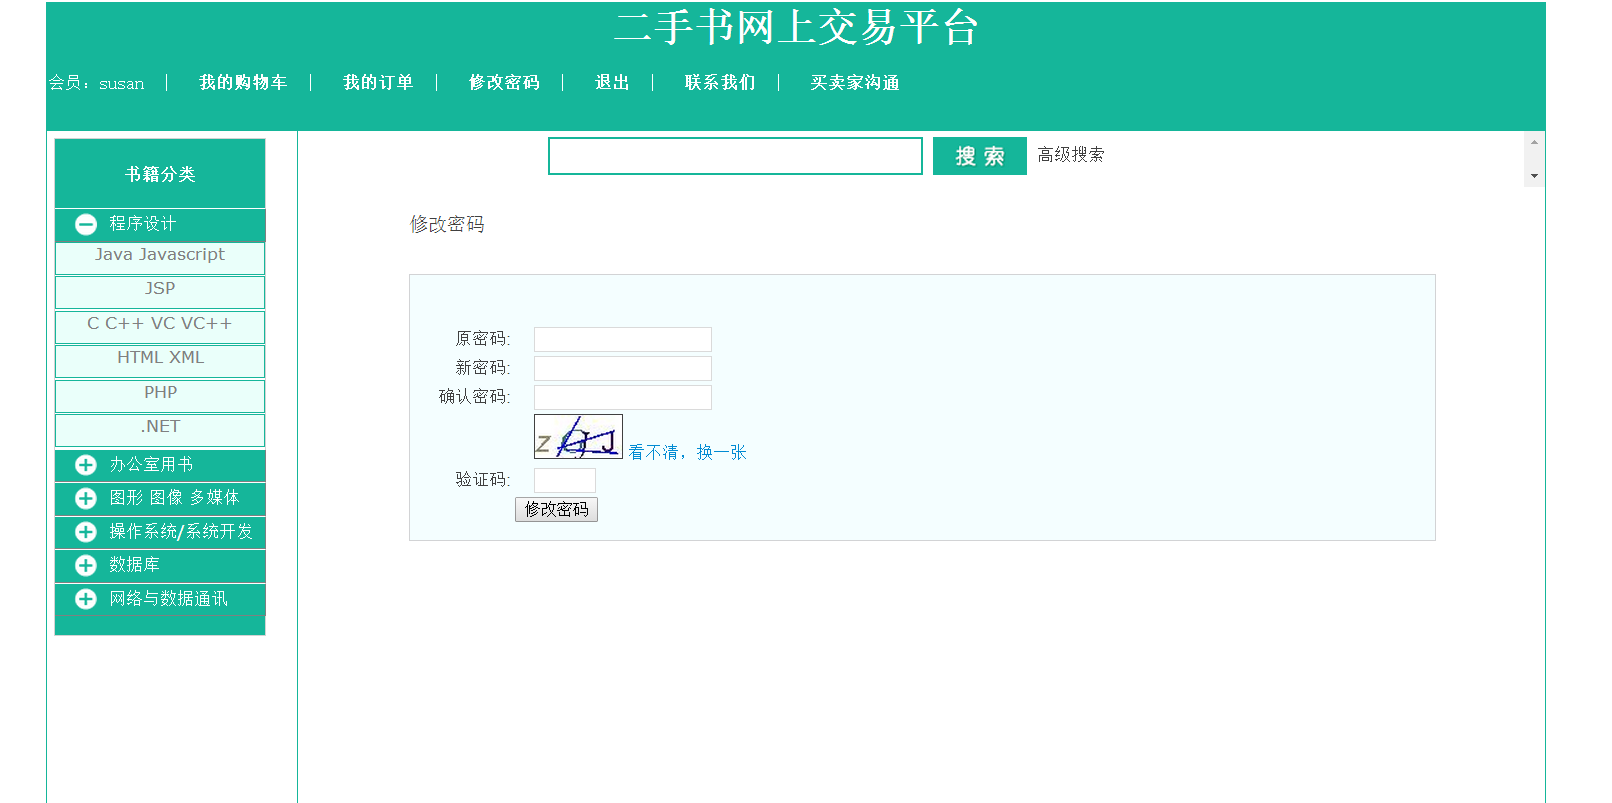 二手书网上交易平台
会员：susan | 我的购物车 | 我的订单 | 修改密码 | 退出 | 联系我们 | 买卖家沟通
搜 索 高级搜索
书籍分类
程序设计
Java Javascript
JSP
C C++ VC VC++
HTML XML
PHP
.NET
办公室用书
图形 图像 多媒体
操作系统/系统开发
数据库
网络与数据通讯
修改密码
原密码:
新密码:
确认密码:
看不清，换一张
验证码:
修改密码